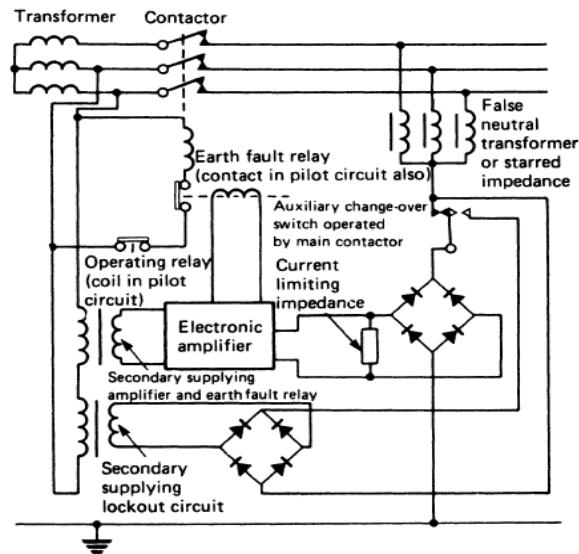 Transformer
Contactor
False
neutral
transformer
or starred
impedance
Earth fault relay
(contact in pilot circuit also)
Auxiliary change-over
switch operated
by main contactor
Operating relay
(coil in pilot
circuit)
Current
limiting
impedance
Electronic
amplifier
Secondary supplying
amplifier and earth fault relay
Secondary
supplying
lockout circuit